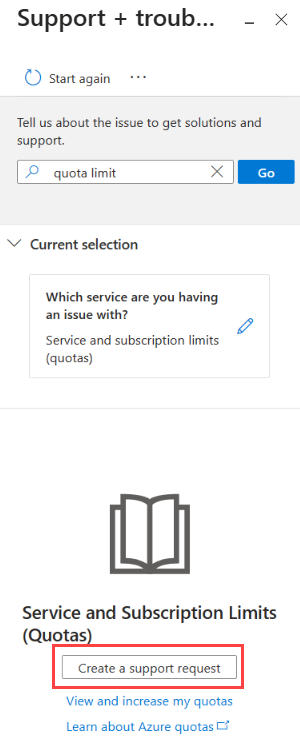 Support + troub...
Start again
Tell us about the issue to get solutions and
support.
quota limit
Go
Current selection
Which service are you having
an issue with?
Service and subscription limits
(quotas)
Service and Subscription Limits
(Quotas)
Create a support request
View and increase my quotas
Learn about Azure quotas